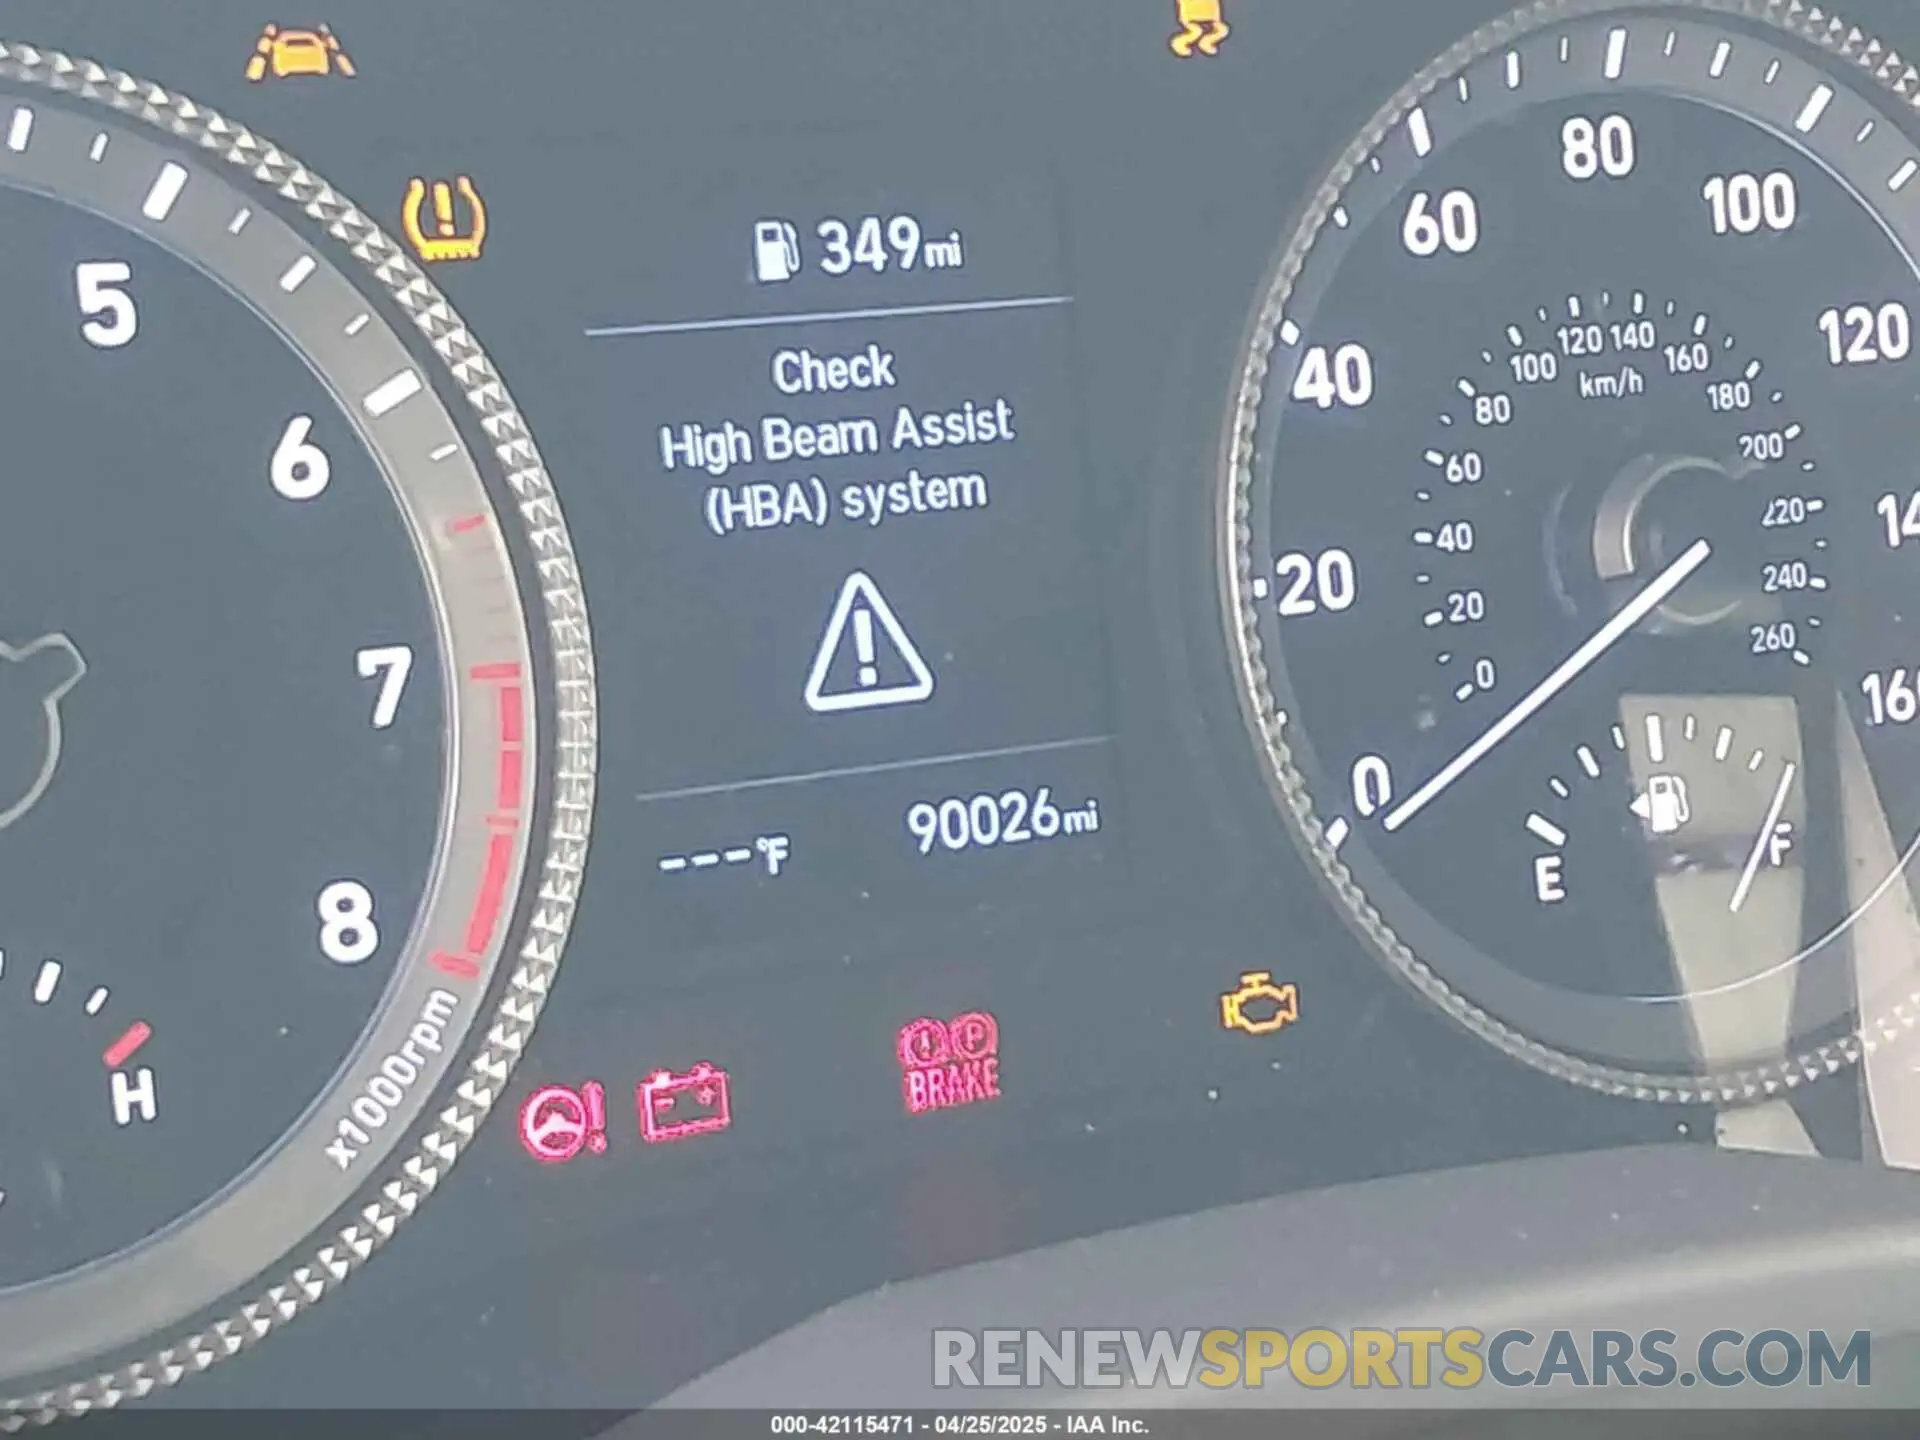 349mi
Check
High Beam Assist
(HBA) system
---°F
90026mi
5
6
7
8
x1000rpm
H
BRAKE
P
0
20
40
60
80
100
120
160
km/h
0
20
40
60
80
100
120
140
160
180
200
220
240
260
E
F
RENEWSPORTSCARS.COM
000-42115471 - 04/25/2025 - IAA Inc.